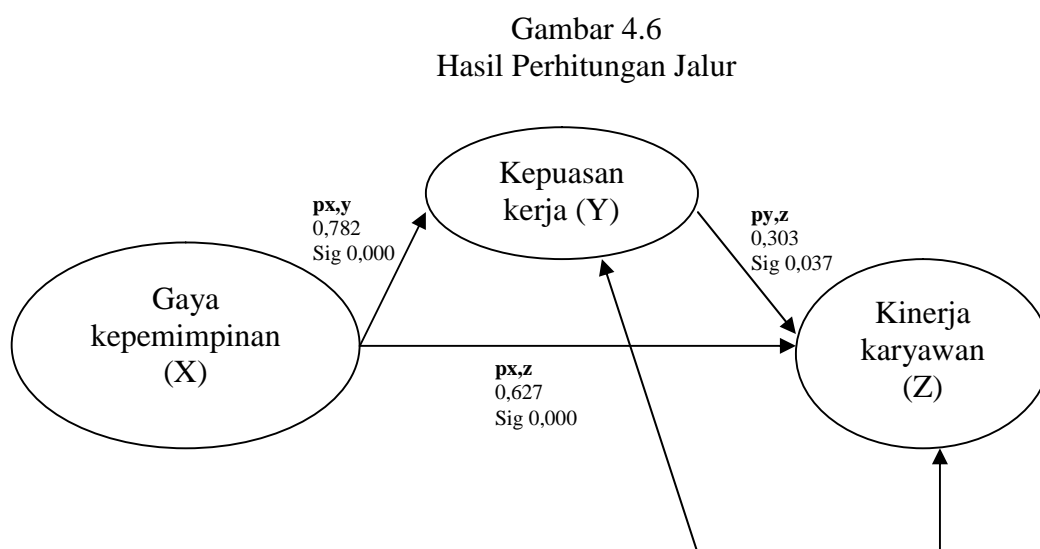 Gambar 4.6
Hasil Perhitungan Jalur
Kepuasan
kerja (Y)
px,y
0,782
Sig 0,000
py,z
0,303
Sig 0,037
Gaya
kepemimpinan
(X)
Kinerja
karyawan
(Z)
px,z
0,627
Sig 0,000